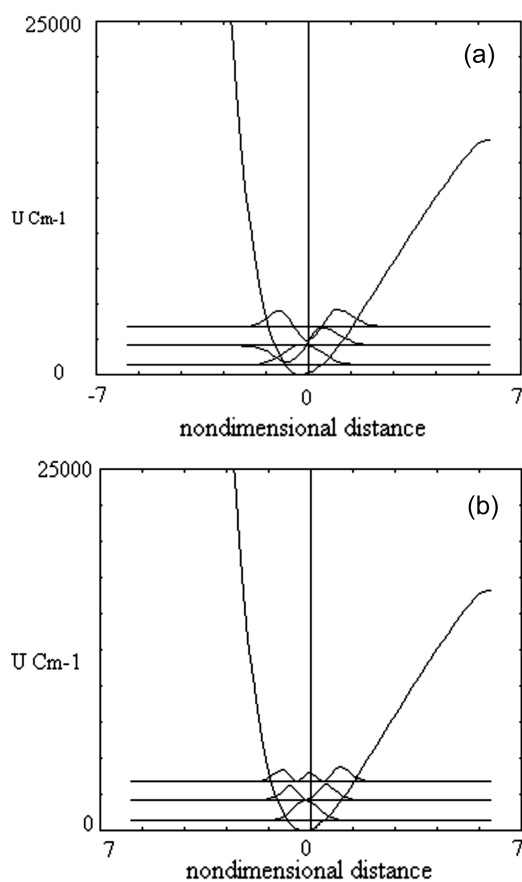 25000
(a)
U Cm-1
0
-7
0
7
nondimensional distance
25000
(b)
U Cm-1
0
7
0
7
nondimensional distance